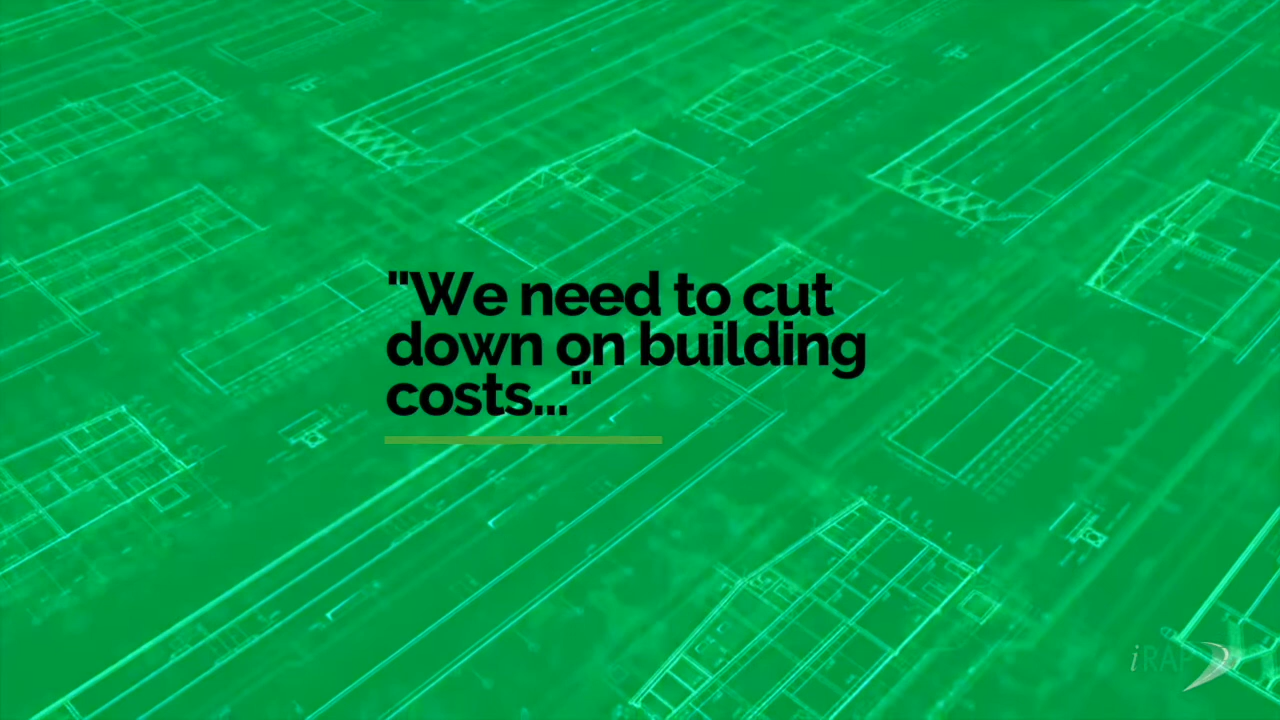 "We need to cut
down on building
costs..."
iRAP